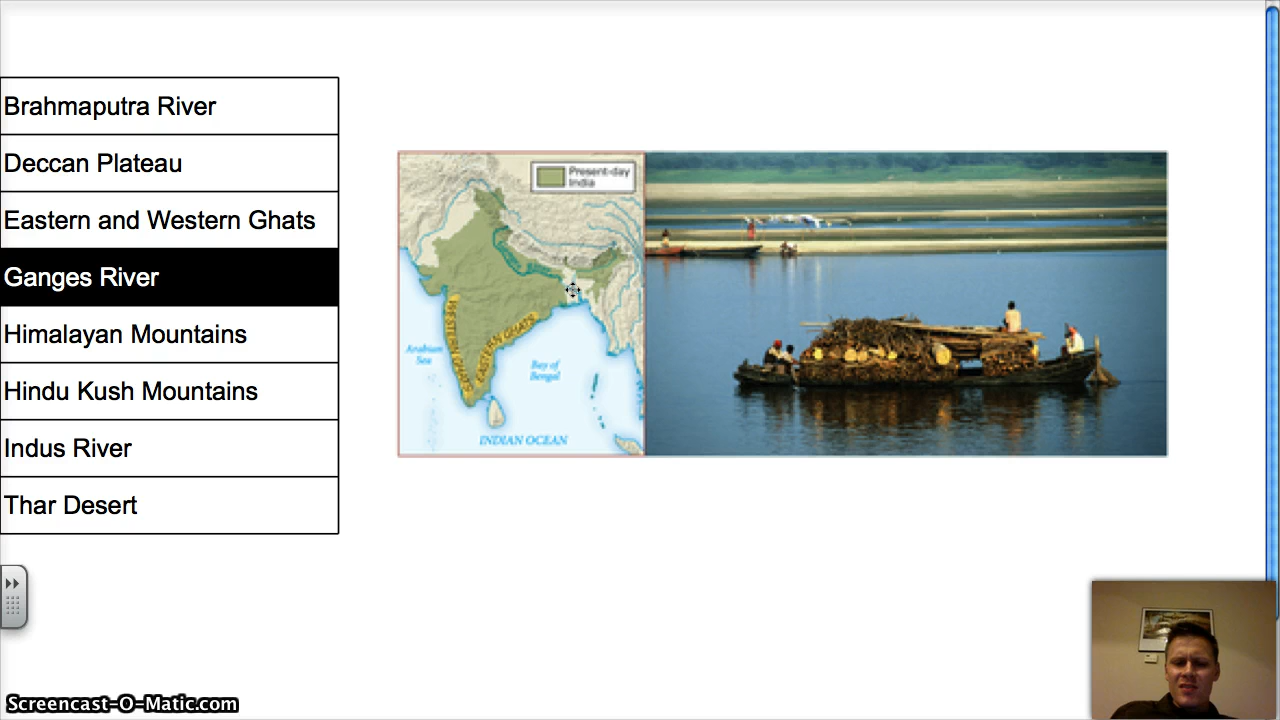 Brahmaputra River
Deccan Plateau
Eastern and Western Ghats
Ganges River
Himalayan Mountains
Hindu Kush Mountains
Indus River
Thar Desert
Present-day
India
WESTERN GHATS
EASTERN GHATS
Arabian
Sea
Bay of
Bengal
INDIAN OCEAN
Screencast-O-Matic.com